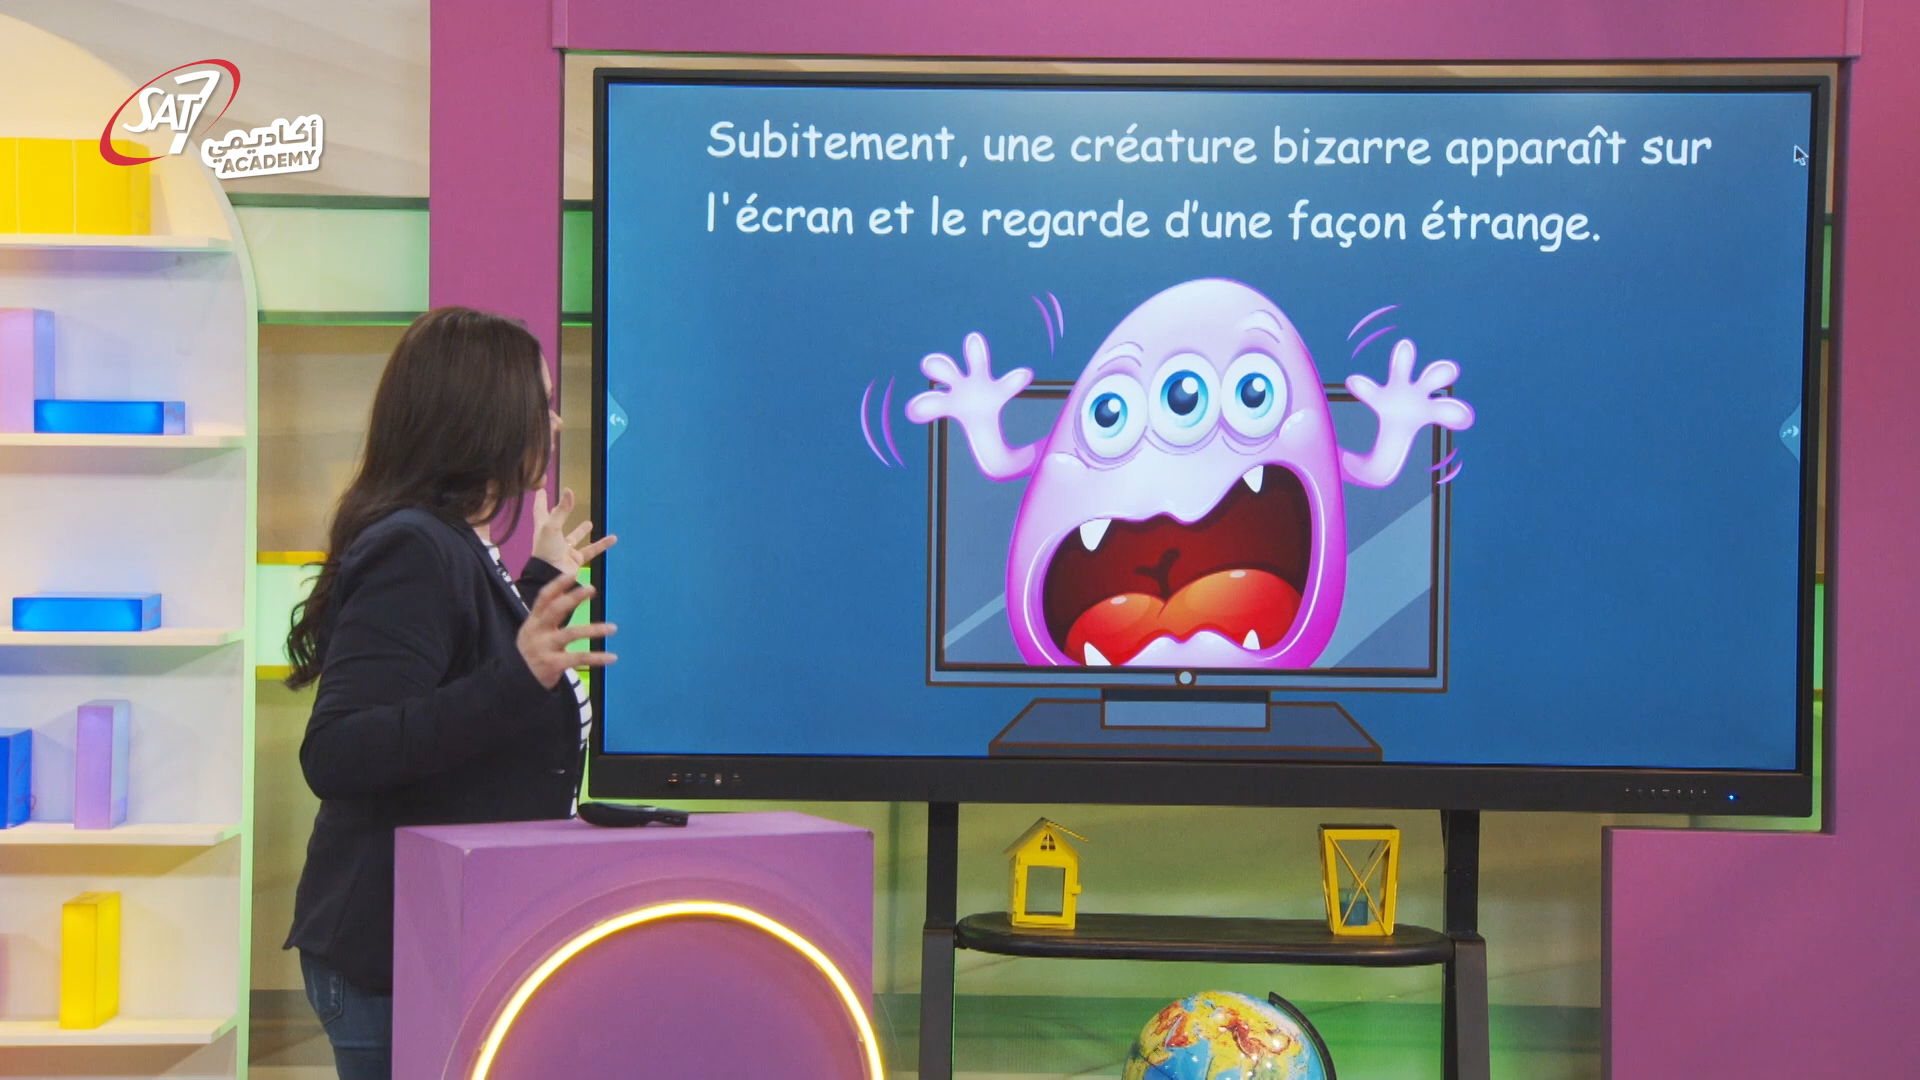 SAT7
أكاديمي
ACADEMY
Subitement, une créature bizarre apparaît sur
l'écran et le regarde d’une façon étrange.